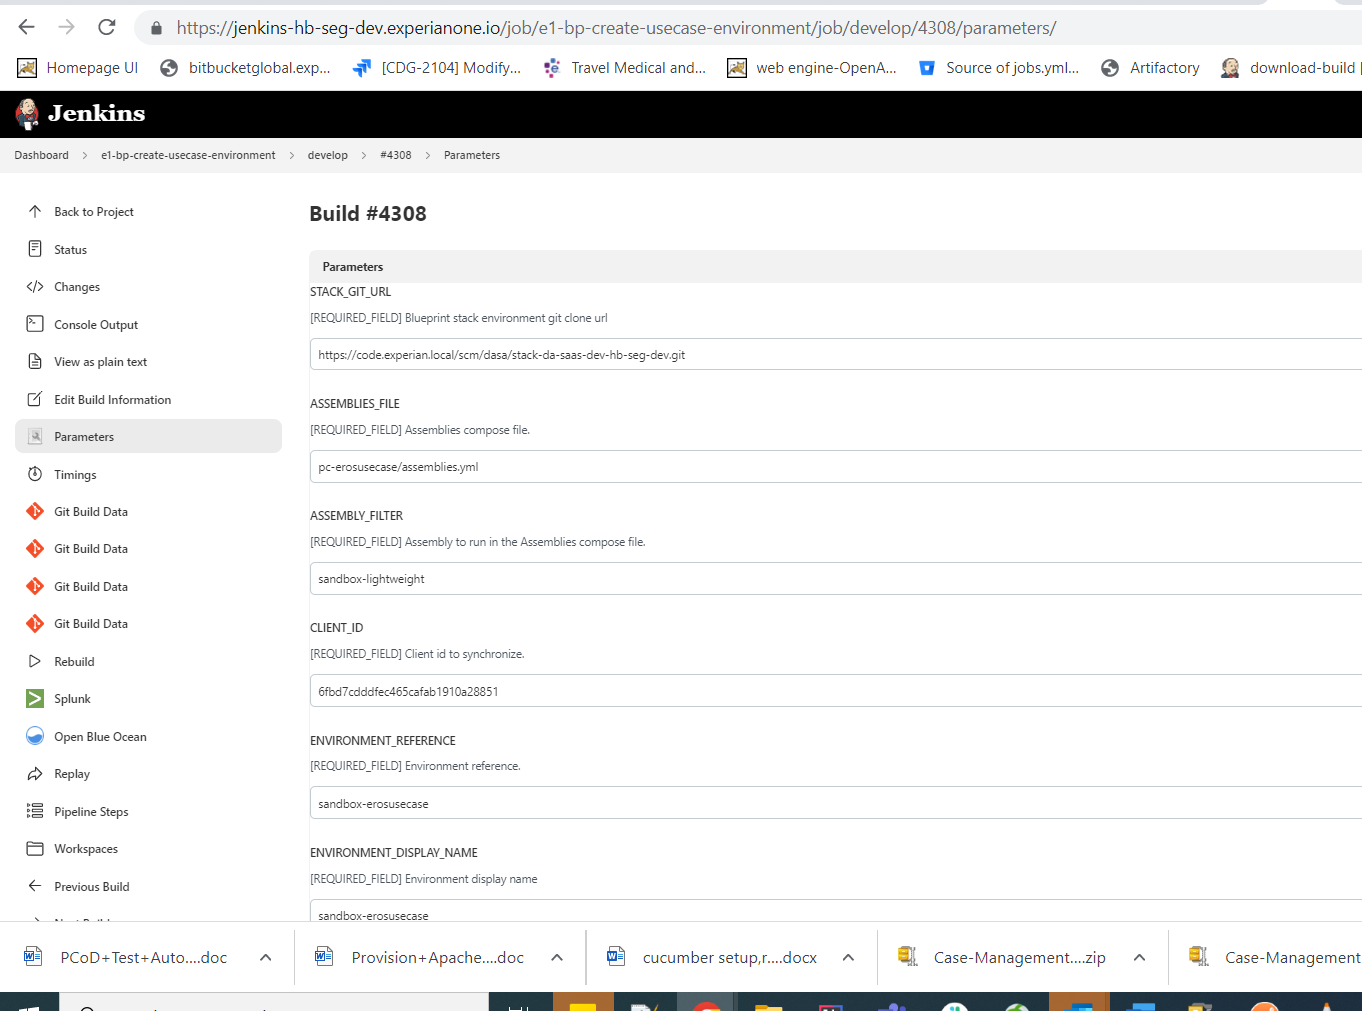 https://jenkins-hb-seg-dev.experianone.io/job/e1-bp-create-usecase-environment/job/develop/4308/parameters/
Homepage UI
bitbucketglobal.exp...
[CDG-2104] Modify,...
Travel Medical and...
web engine-OpenA...
Source of jobs.yml...
Artifactory
download-build
Jenkins
Dashboard > e1-bp-create-usecase-environment > develop > #4308 > Parameters
Back to Project
Status
Changes
Console Output
View as plain text
Edit Build Information
Parameters
Timings
Git Build Data
Git Build Data
Git Build Data
Git Build Data
Rebuild
Splunk
Open Blue Ocean
Replay
Pipeline Steps
Workspaces
Previous Build
Build #4308
Parameters
STACK_GIT_URL
[REQUIRED_FIELD] Blueprint stack environment git clone url
https://code.experian.local/scm/dasa/stack-da-saas-dev-hb-seg-dev.git
ASSEMBLIES_FILE
[REQUIRED_FIELD] Assemblies compose file.
pc-erosusecase/assemblies.yml
ASSEMBLY_FILTER
[REQUIRED_FIELD] Assembly to run in the Assemblies compose file.
sandbox-lightweight
CLIENT_ID
[REQUIRED_FIELD] Client id to synchronize.
6fbd7cdddfec465cafab1910a28851
ENVIRONMENT_REFERENCE
[REQUIRED_FIELD] Environment reference.
sandbox-erosusecase
ENVIRONMENT_DISPLAY_NAME
[REQUIRED_FIELD] Environment display name
sandbox-erosusecase
PCoD+Test+Auto....doc
Provision+Apache....doc
cucumber setup,r....docx
Case-Management....zip
Case-Management